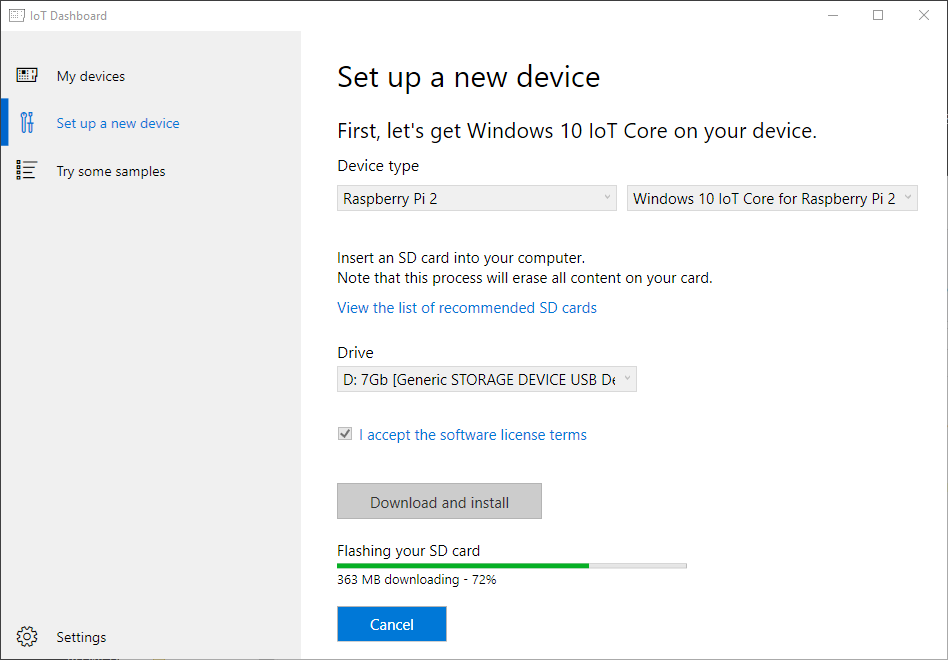 IoT Dashboard
My devices
Set up a new device
Try some samples
Settings
Set up a new device
First, let's get Windows 10 IoT Core on your device.
Device type
Raspberry Pi 2
Windows 10 IoT Core for Raspberry Pi 2
Insert an SD card into your computer.
Note that this process will erase all content on your card.
View the list of recommended SD cards
Drive
D: 7Gb [Generic STORAGE DEVICE USB De
I accept the software license terms
Download and install
Flashing your SD card
363 MB downloading - 72%
Cancel